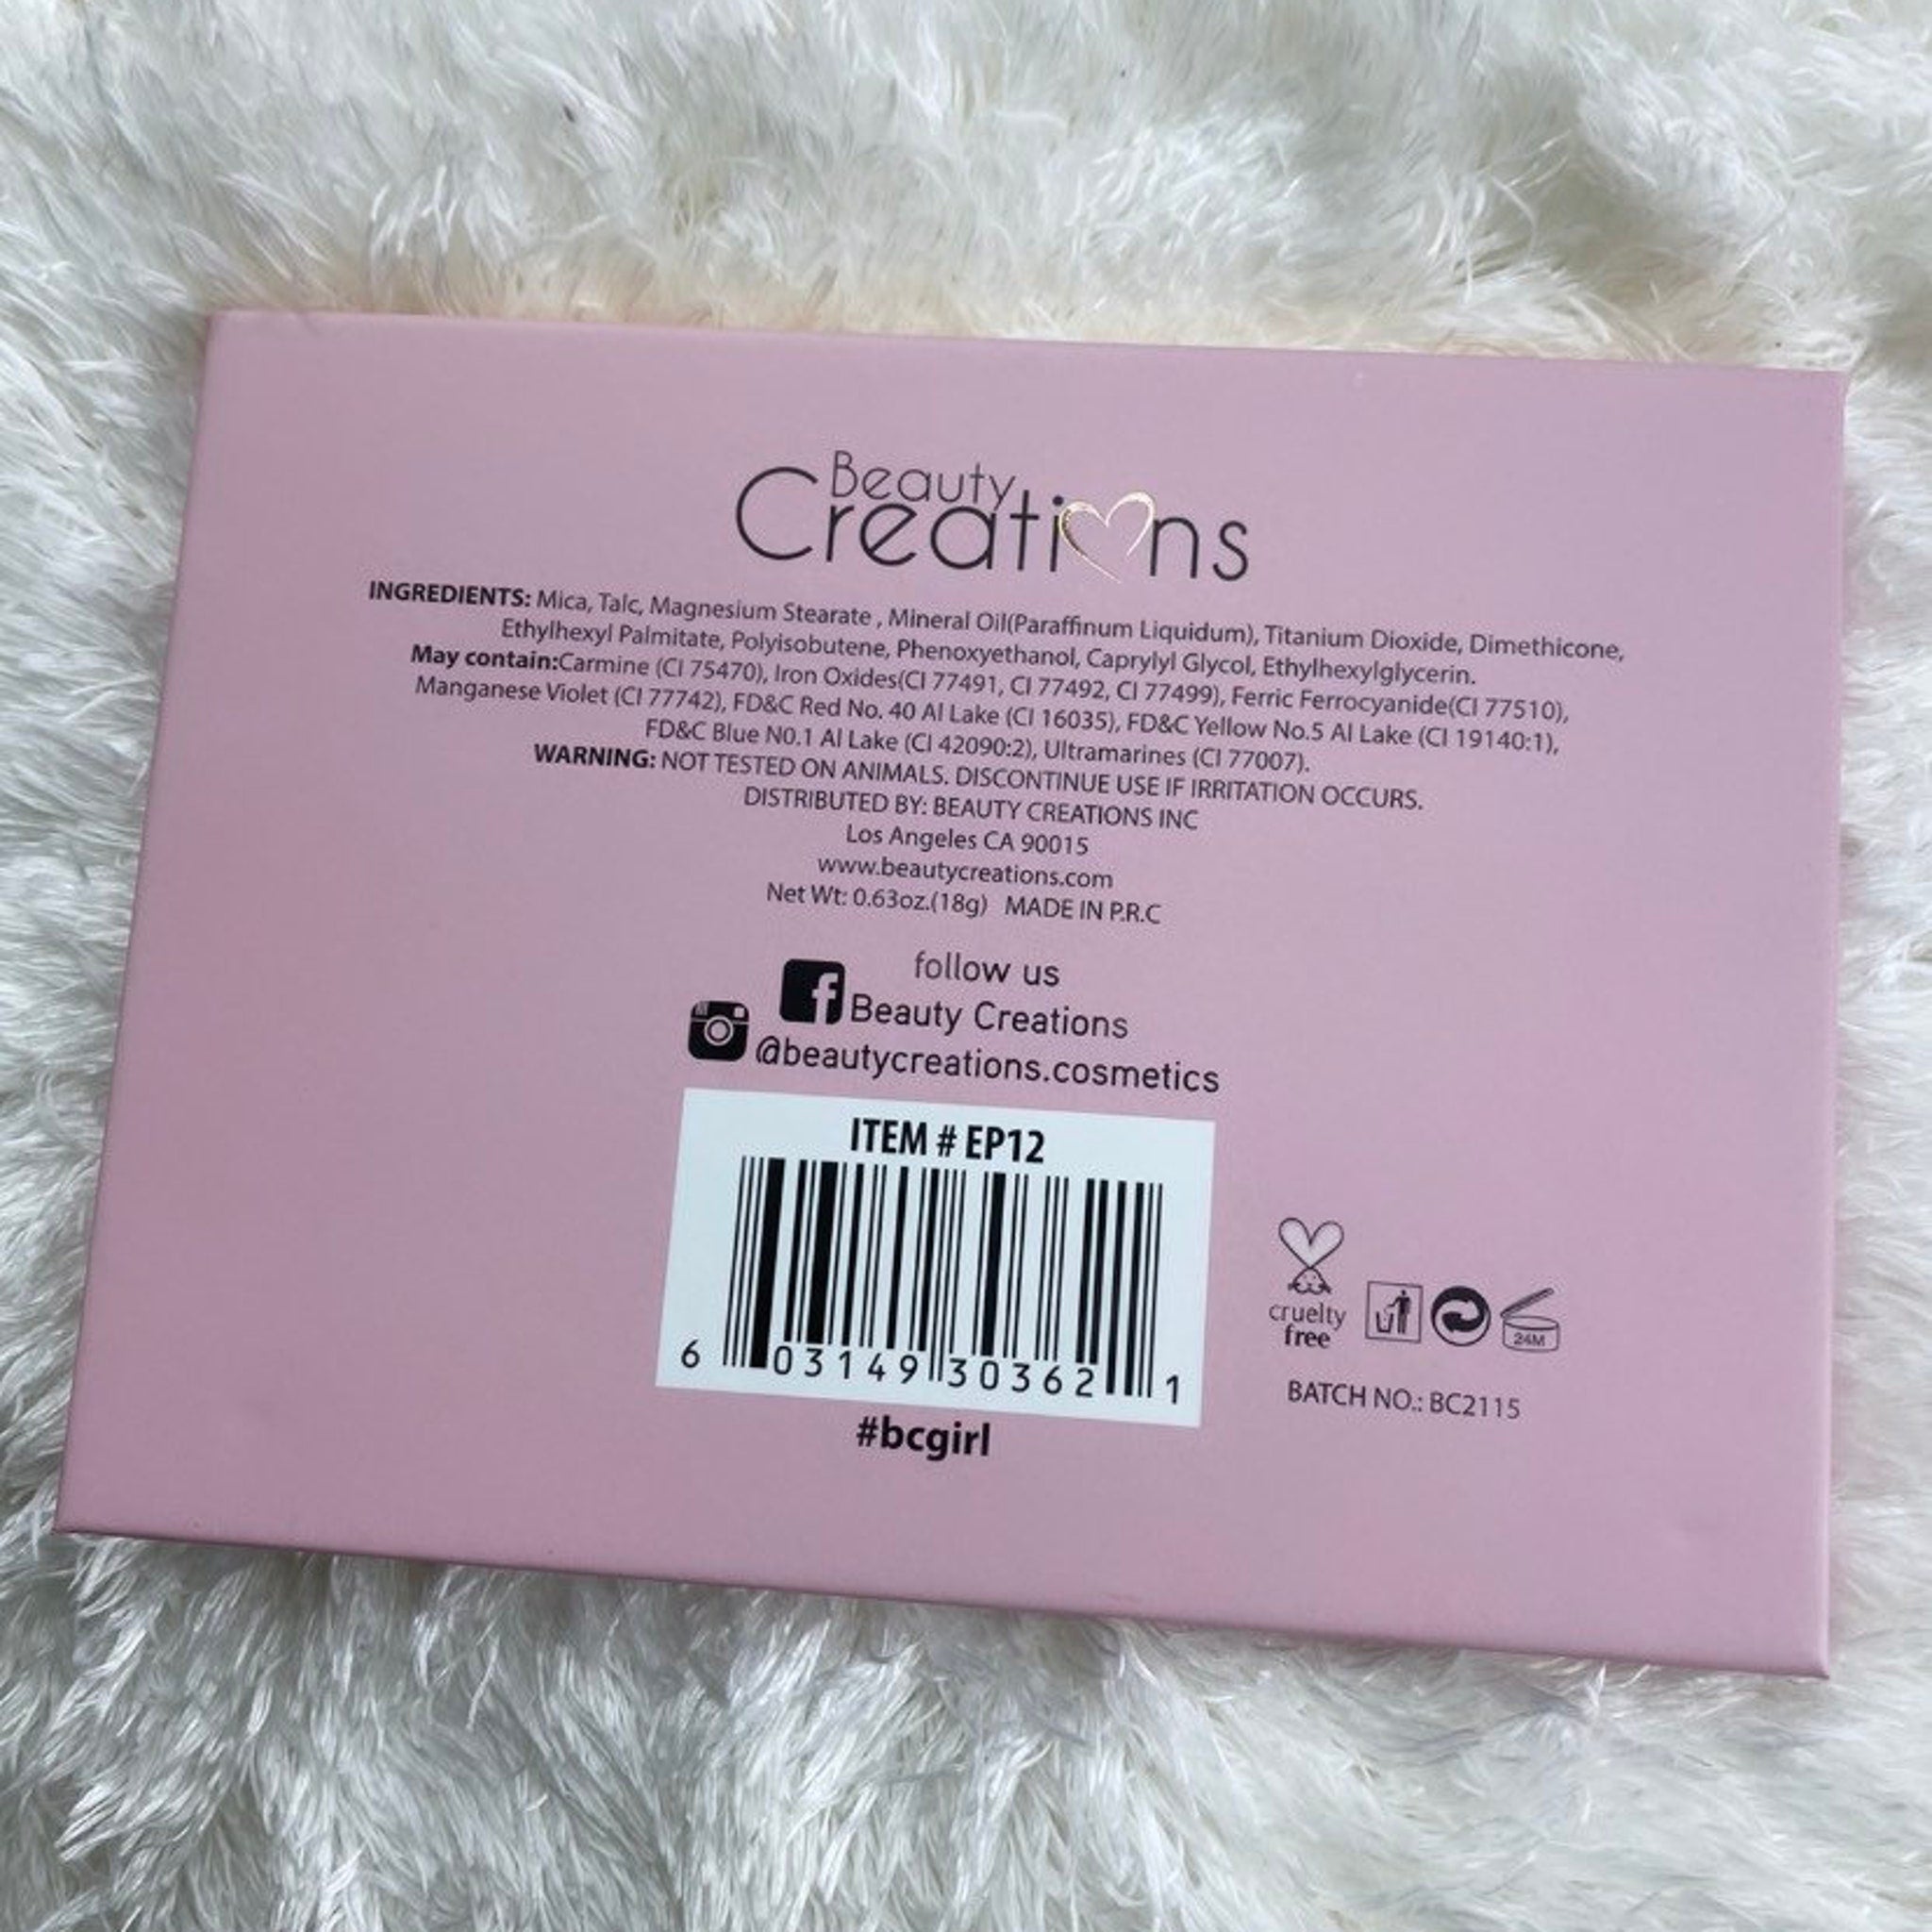 Beauty
Creations
INGREDIENTS: Mica, Talc, Magnesium Stearate , Mineral Oil(Paraffinum Liquidum), Titanium Dioxide, Dimethicone,
Ethylhexyl Palmitate, Polyisobutene, Phenoxyethanol, Caprylyl Glycol, Ethylhexylglycerin.
May contain:Carmine (CI 75470), Iron Oxides(CI 77491, CI 77492, CI 77499), Ferric Ferrocyanide(CI 77510),
Manganese Violet (CI 77742), FD&C Red No. 40 Al Lake (CI 16035), FD&C Yellow No.5 Al Lake (CI 19140:1),
FD&C Blue N0.1 Al Lake (CI 42090:2), Ultramarines (CI 77007).
WARNING: NOT TESTED ON ANIMALS. DISCONTINUE USE IF IRRITATION OCCURS.
DISTRIBUTED BY: BEAUTY CREATIONS INC
Los Angeles CA 90015
www.beautycreations.com
Net Wt: 0.63oz.(18g) MADE IN P.R.C
follow us
Beauty Creations
@beautycreations.cosmetics
ITEM # EP12
6 03149 30362 1
#bcgirl
cruelty
free
24M
BATCH NO.: BC2115